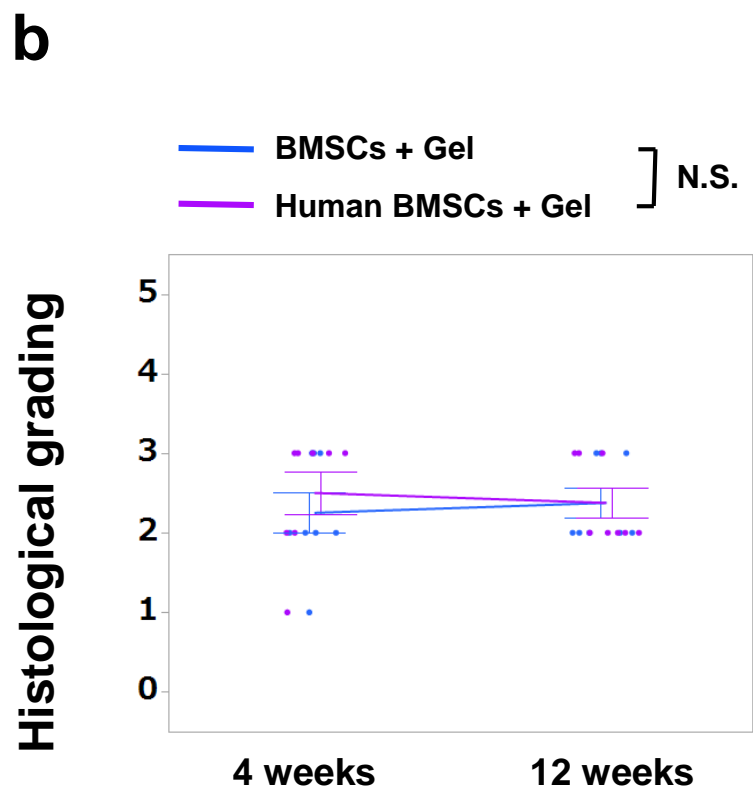 b
BMSCs + Gel
Human BMSCs + Gel
N.S.
Histological grading
5
4
3
2
1
0
4 weeks
12 weeks